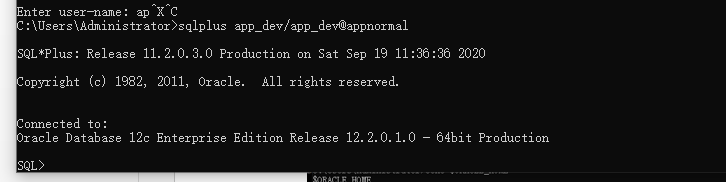 Enter user-name: ap^X^C
C:\Users\Administrator>sqlplus app_dev/app_dev@appnormal
SQL*Plus: Release 11.2.0.3.0 Production on Sat Sep 19 11:36:36 2020
Copyright (c) 1982, 2011, Oracle.  All rights reserved.
Connected to:
Oracle Database 12c Enterprise Edition Release 12.2.0.1.0 - 64bit Production
SQL>
$ORACLE_HOME